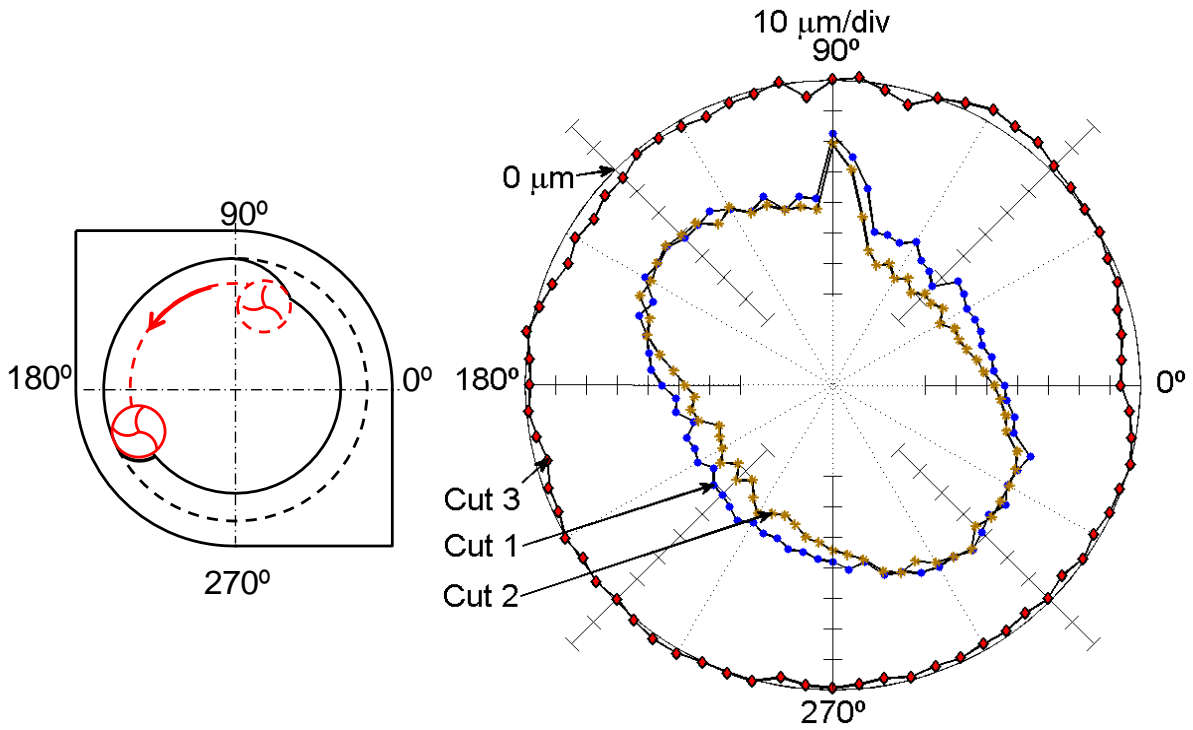 90º
180º
0º
270º
10 μm/div
90º
0 μm
180º
0º
Cut 3
Cut 1
Cut 2
270º